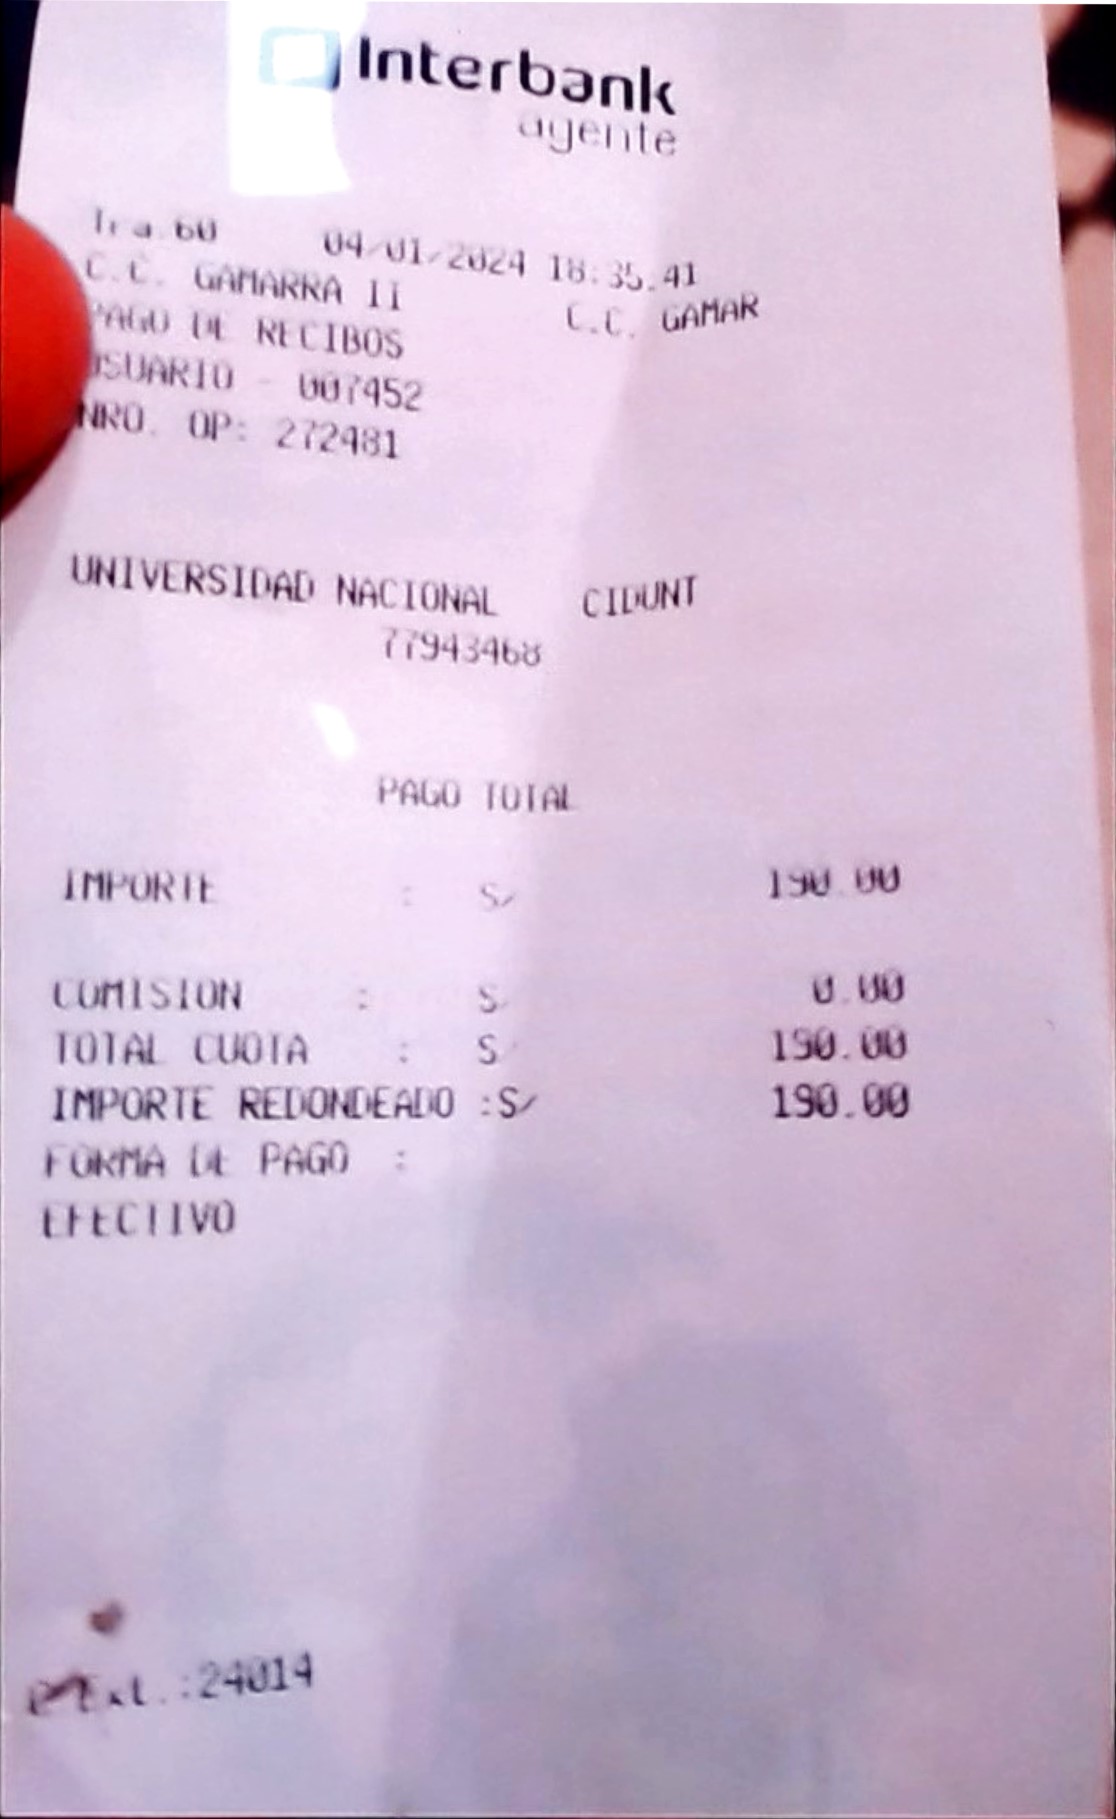 Interbank
agente
Tra.60 04/01/2024 18:35.41
C.C. GAMARRA II C.C. GAMAR
PAGO DE RECIBOS
USUARIO - 007452
NRO. OP: 272481
UNIVERSIDAD NACIONAL CIDUNT
77943468
PAGO TOTAL
IMPORTE : S/ 190.00
COMISION : S/ 0.00
TOTAL CUOTA : S/ 190.00
IMPORTE REDONDEADO :S/ 190.00
FORMA DE PAGO :
EFECTIVO
Ext.:24014